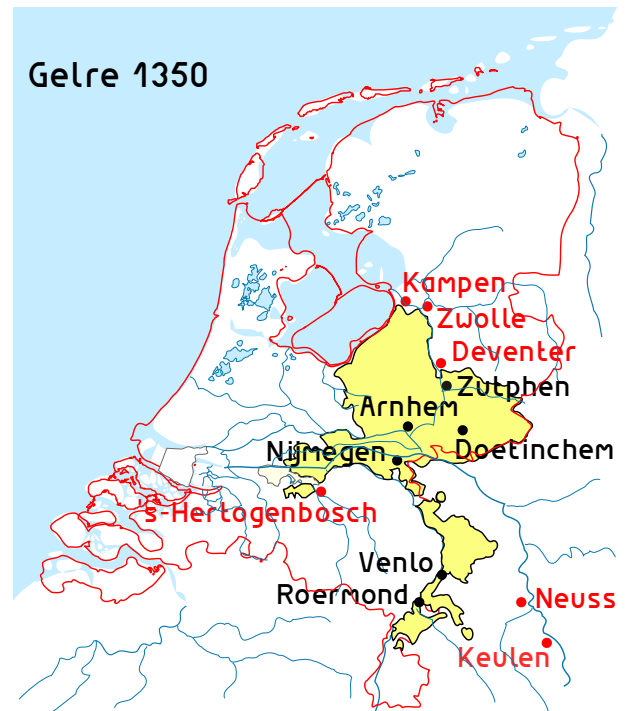 Gelre 1350
Kampen
Zwolle
Deventer
Zutphen
Arnhem
Doetinchem
Nijmegen
s-Hertogenbosch
Venlo
Roermond
Neuss
Keulen